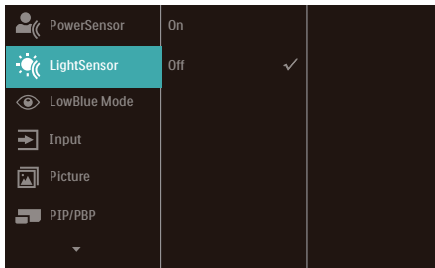 PowerSensor
On
LightSensor
Off
LowBlue Mode
Input
Picture
PIP/PBP